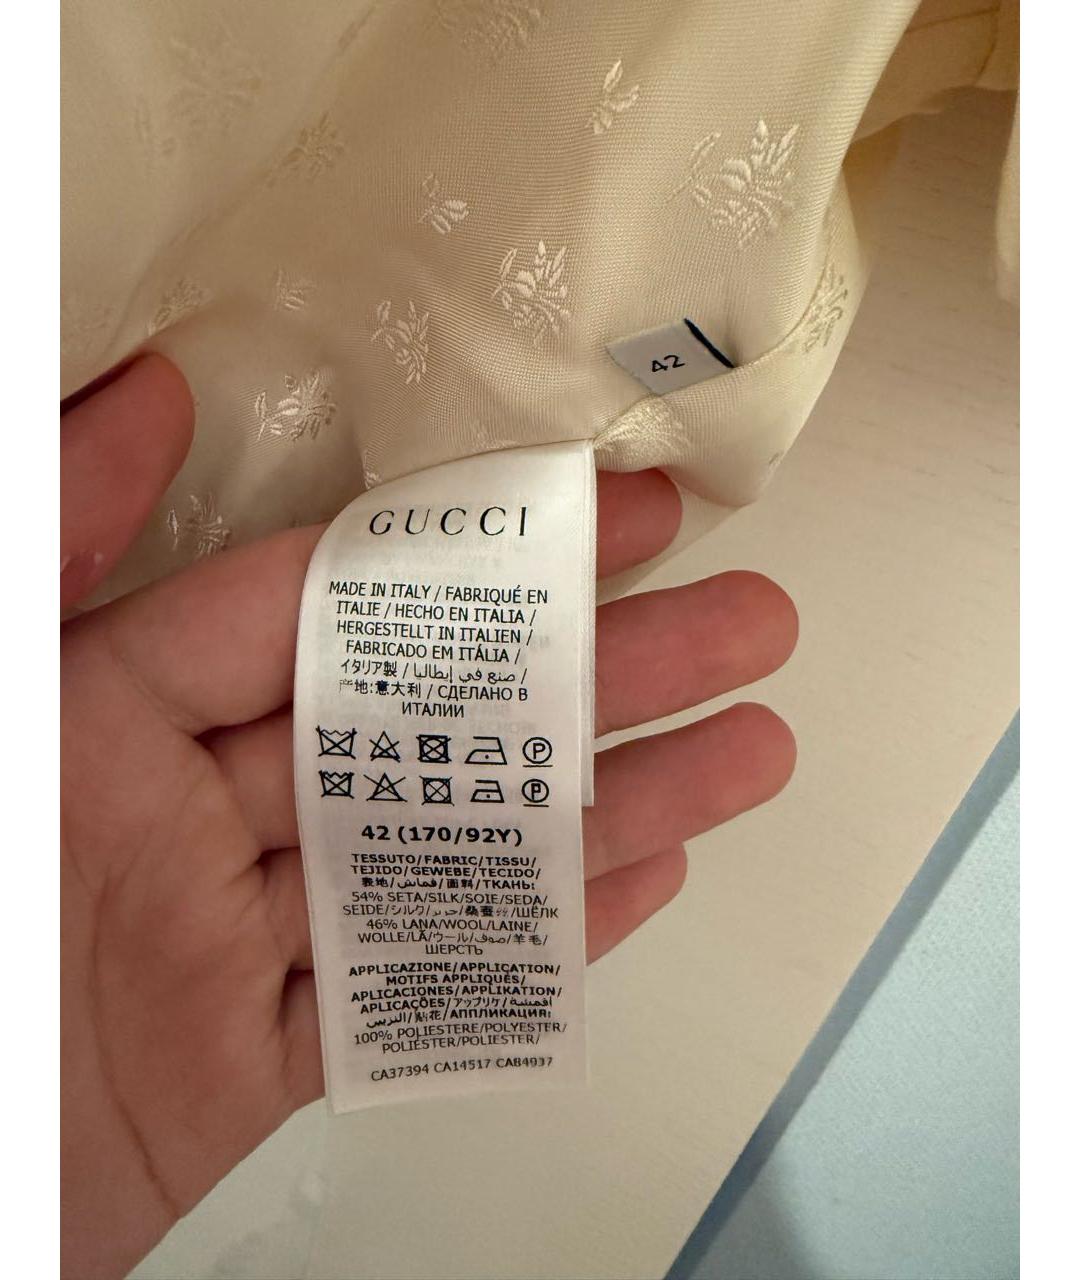 42
GUCCI
MADE IN ITALY / FABRIQUÉ EN
ITALIE / HECHO EN ITALIA /
HERGESTELLT IN ITALIEN /
FABRICADO EM ITÁLIA /
イタリア製 / صنع في إيطاليا /
产地:意大利 / СДЕЛАНО В
ИТАЛИИ
P
P
42 (170/92Y)
TESSUTO/FABRIC/TISSU/
TEJIDO/GEWEBE/TECIDO/
表地/قماش/面料/ТКАНЬ:
54% SETA/SILK/SOIE/SEDA/
SEIDE/シルク/حرير/桑蚕丝/ШЁЛК
46% LANA/WOOL/LAINE/
WOLLE/LÃ/ウール/صوف/羊毛/
ШЕРСТЬ
APPLICAZIONE/APPLICATION/
MOTIFS APPLIQUÉS/
APLICACIONES/APPLIKATION/
APLICAÇÕES/アップリケ/أقمشة
التزيين/贴花/АППЛИКАЦИЯ:
100% POLIESTERE/POLYESTER/
POLIÉSTER/POLIESTER/
CA37394 CA14517 CAB4937